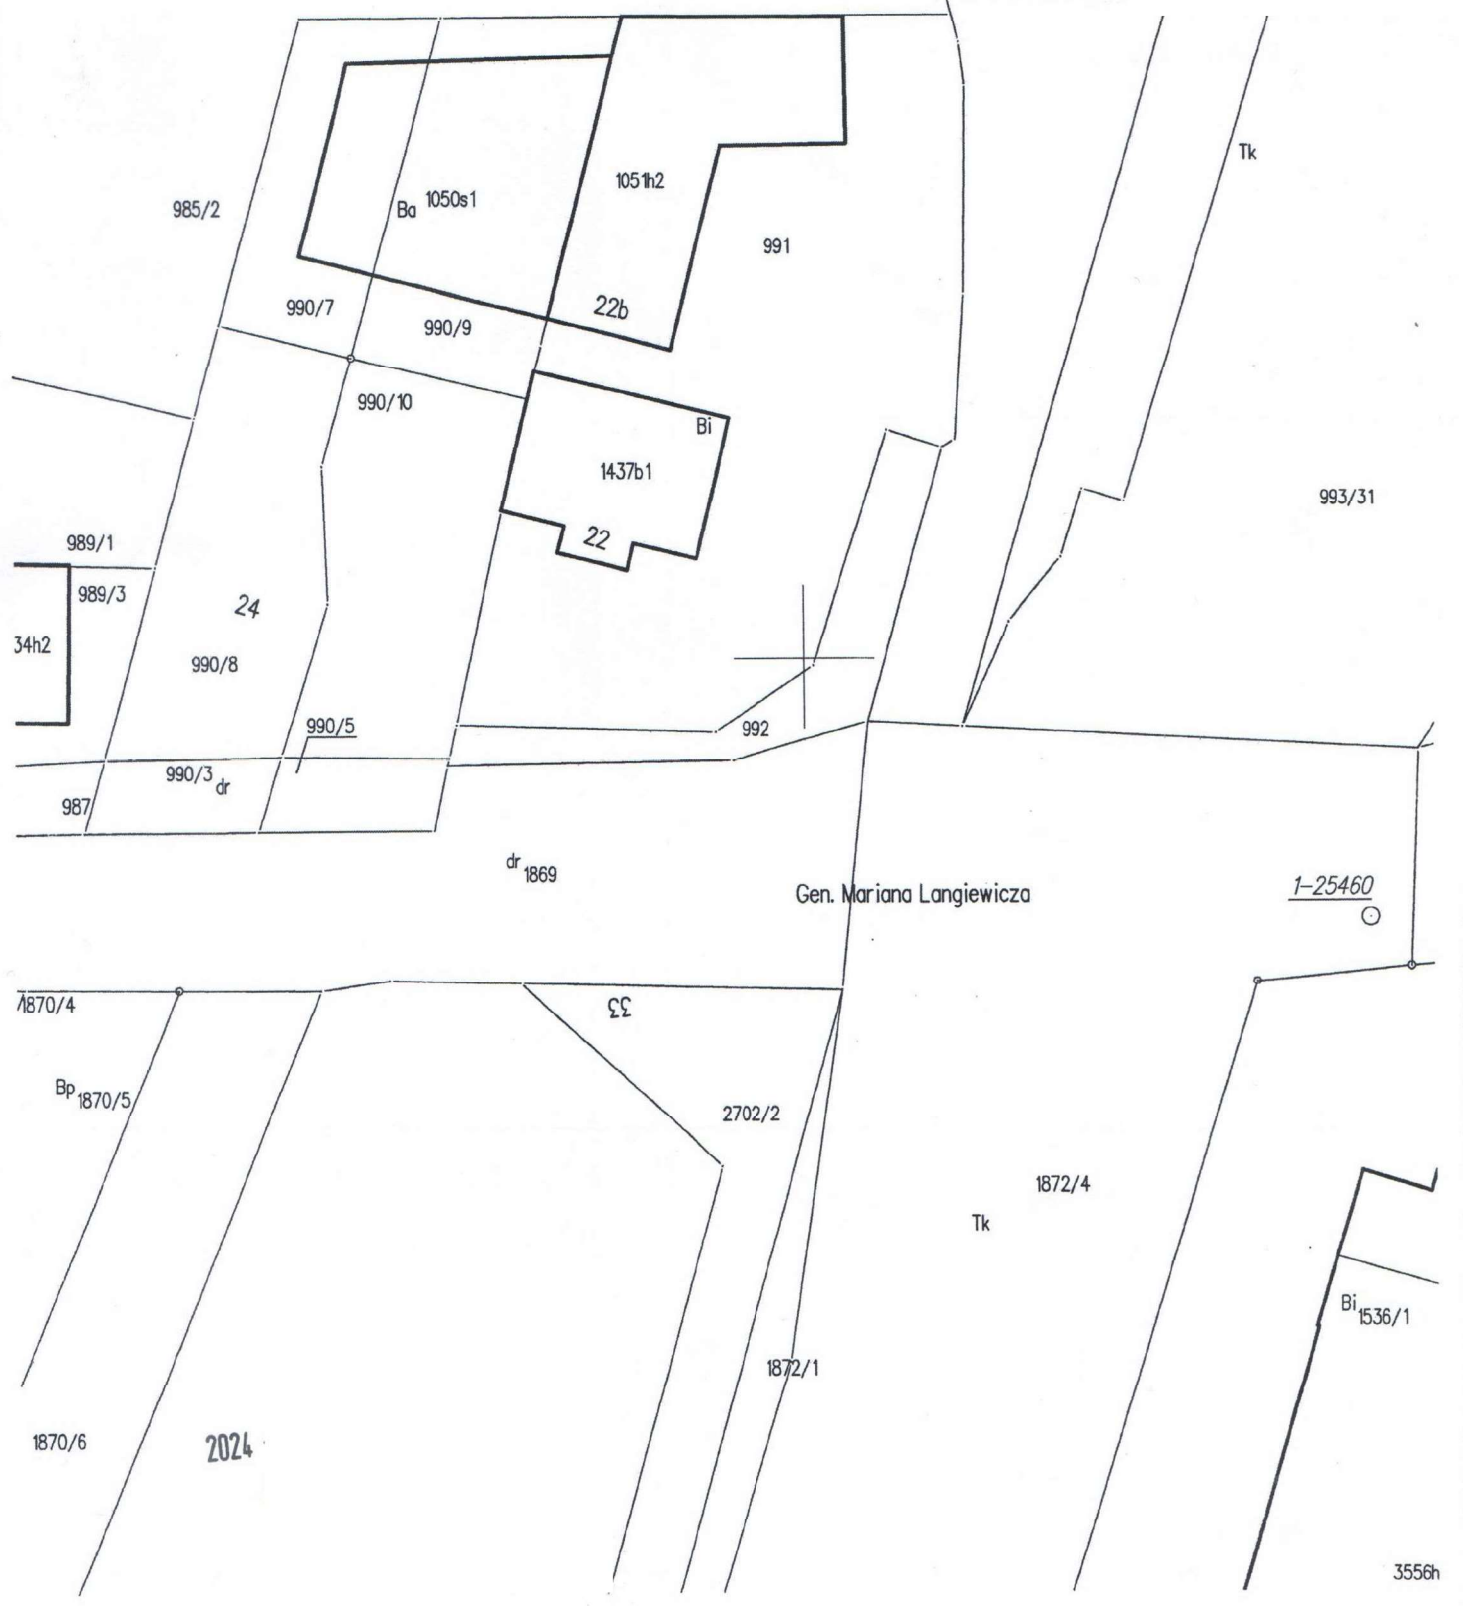 Tk
1051h2
985/2
Ba 1050s1
991
990/7
22b
990/9
990/10
Bi
1437b1
993/31
22
989/1
989/3
24
34h2
990/8
990/5
992
990/3 dr
987
dr 1869
Gen. Mariana Langiewicza
1-25460
1870/4
33
Bp 1870/5
2702/2
1872/4
Tk
Bi 1536/1
1872/1
1870/6
2024
3556h